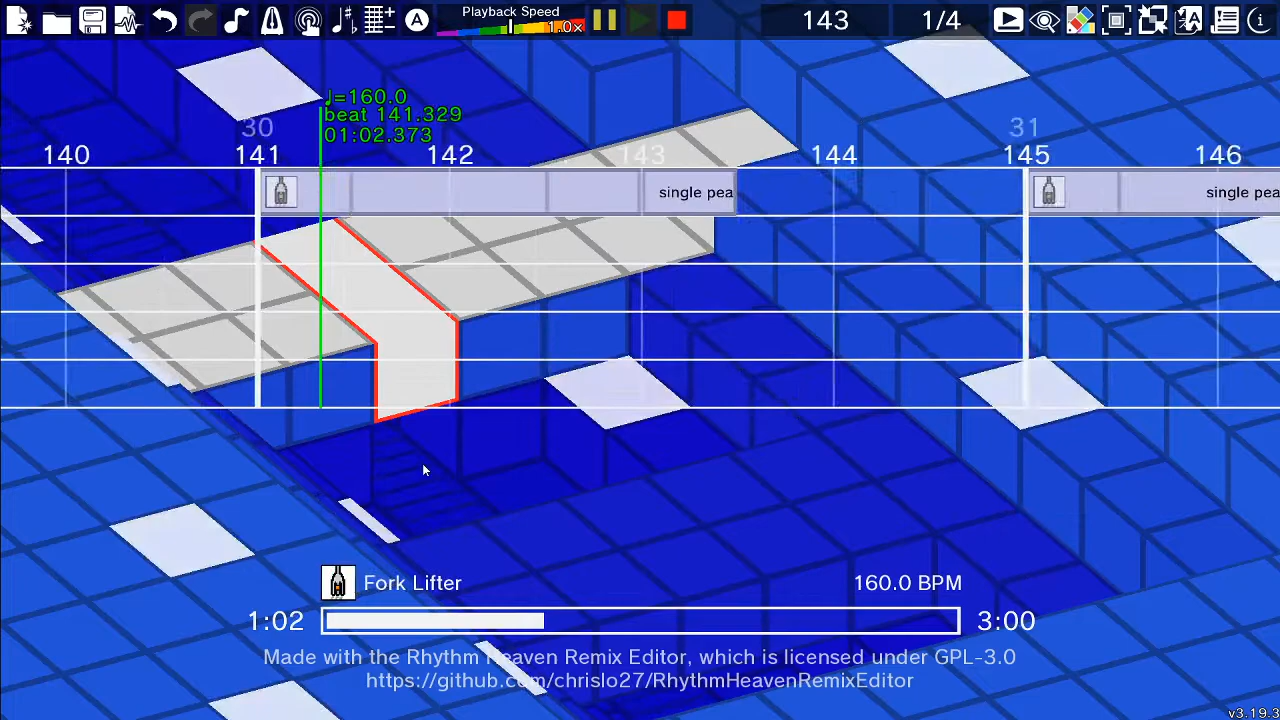 Playback Speed
1.0x
143
1/4
♩=160.0
beat 141.329
01:02.373
30
31
140
141
142
143
144
145
146
single pea
single pea
Fork Lifter
160.0 BPM
1:02
3:00
Made with the Rhythm Heaven Remix Editor, which is licensed under GPL-3.0
https://github.com/chrislo27/RhythmHeavenRemixEditor
v3.19.3